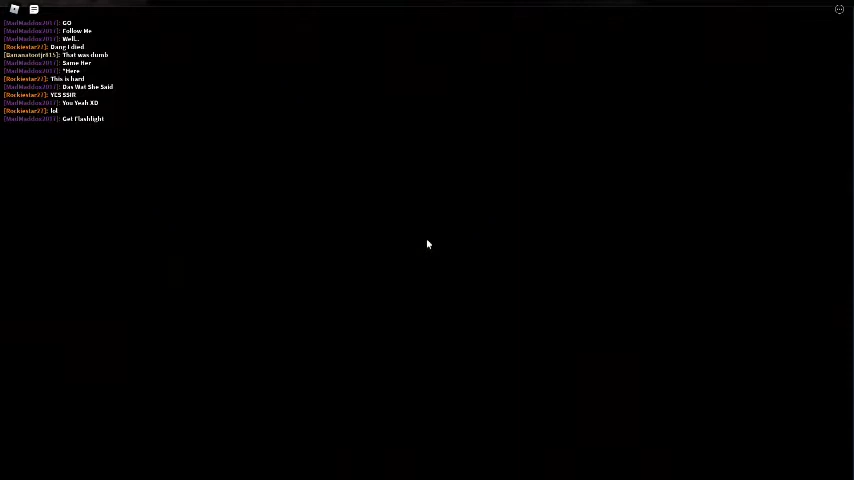 [MadMaddox2017]: GO
[MadMaddox2017]: Follow Me
[MadMaddox2017]: Well..
[Rockiestar27]: Dang I died
[Bananatootjr815]: That was dumb
[MadMaddox2017]: Same Her
[MadMaddox2017]: "Here
[Rockiestar27]: This is hard
[MadMaddox2017]: Das Wat She Said
[Rockiestar27]: YES SSIR
[MadMaddox2017]: You Yeah XD
[Rockiestar27]: lol
[MadMaddox2017]: Get Flashlight